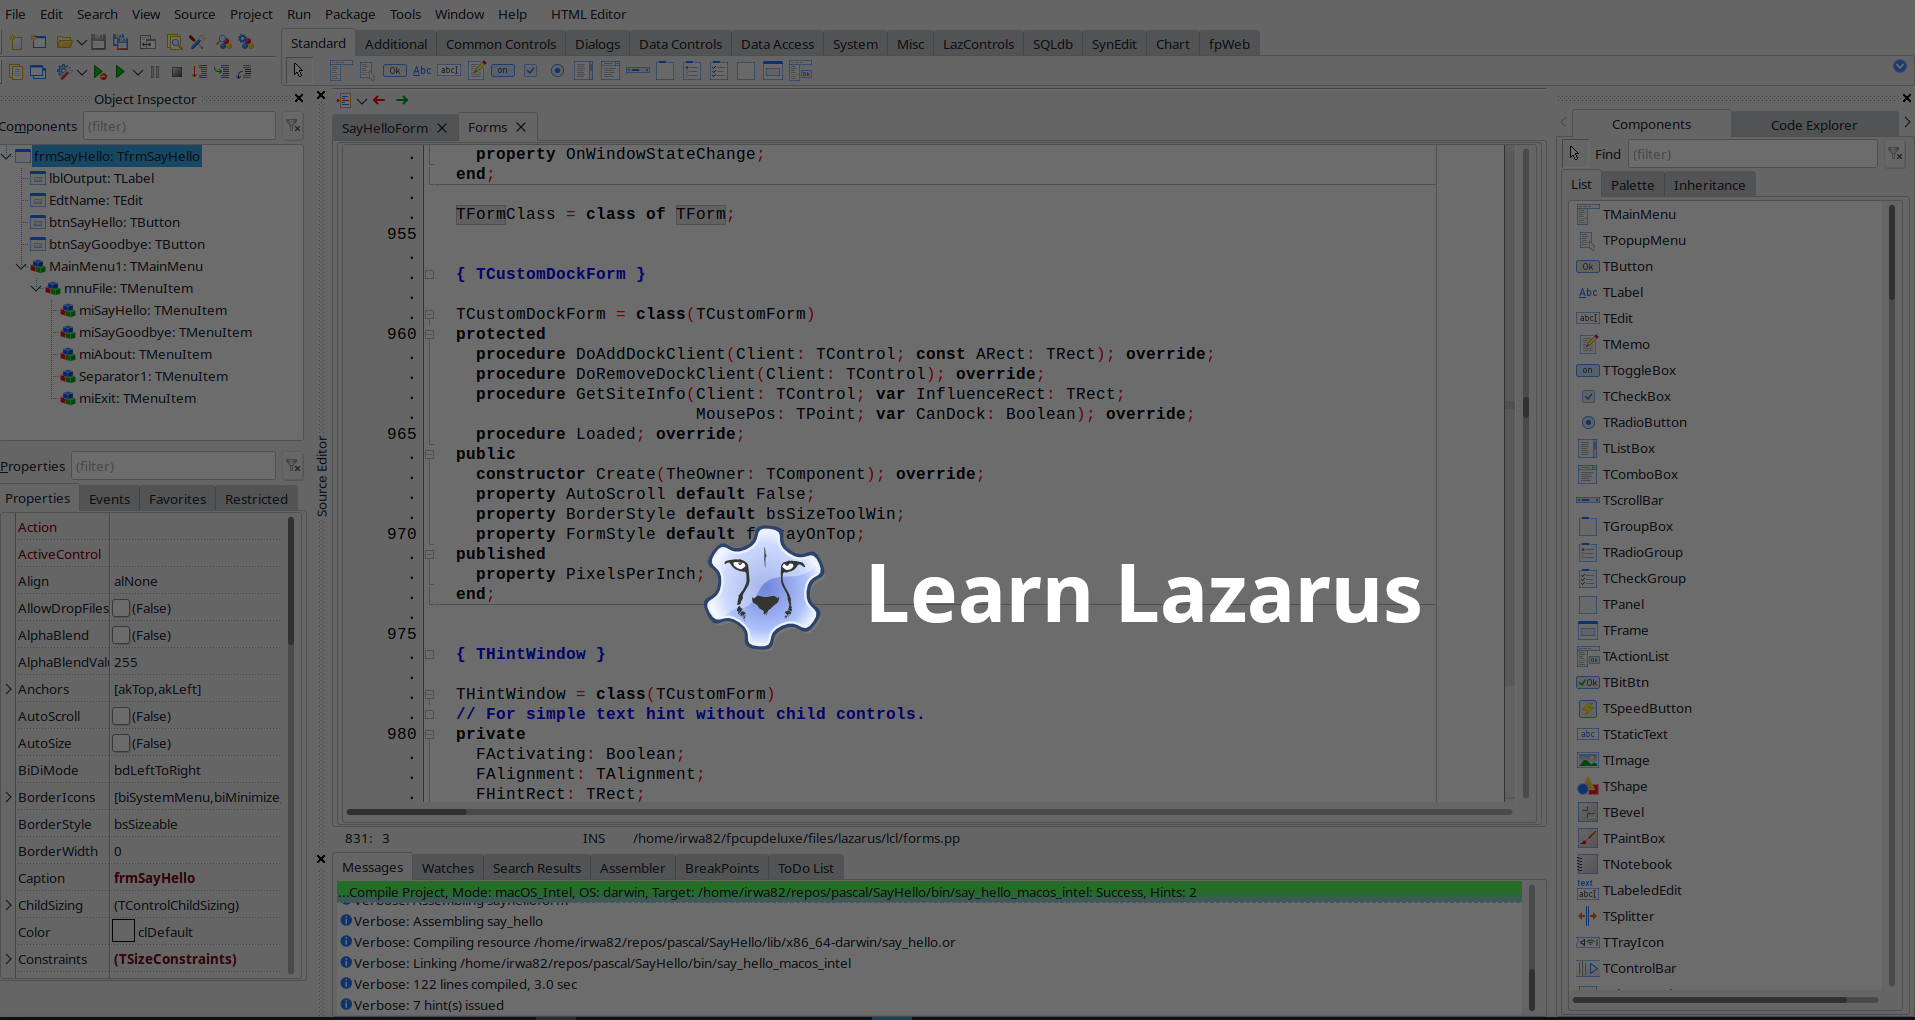 File Edit Search View Source Project Run Package Tools Window Help HTML Editor
Standard Additional Common Controls Dialogs Data Controls Data Access System Misc LazControls SQLdb SynEdit Chart fpWeb
Object Inspector
Components (filter)
frmSayHello: TfrmSayHello
lblOutput: TLabel
EdtName: TEdit
btnSayHello: TButton
btnSayGoodbye: TButton
MainMenu1: TMainMenu
mnuFile: TMenuItem
miSayHello: TMenuItem
miSayGoodbye: TMenuItem
miAbout: TMenuItem
Separator1: TMenuItem
miExit: TMenuItem
Properties (filter)
Properties Events Favorites Restricted
Action
ActiveControl
Align alNone
AllowDropFiles (False)
AlphaBlend (False)
AlphaBlendVal 255
Anchors [akTop,akLeft]
AutoScroll (False)
AutoSize (False)
BiDiMode bdLeftToRight
BorderIcons [biSystemMenu,biMinimize
BorderStyle bsSizeable
BorderWidth 0
Caption frmSayHello
ChildSizing (TControlChildSizing)
Color clDefault
Constraints (TSizeConstraints)
Source Editor
SayHelloForm Forms
property OnWindowStateChange;
end;
TFormClass = class of TForm;
955
{ TCustomDockForm }
TCustomDockForm = class(TCustomForm)
960 protected
procedure DoAddDockClient(Client: TControl; const ARect: TRect); override;
procedure DoRemoveDockClient(Client: TControl); override;
procedure GetSiteInfo(Client: TControl; var InfluenceRect: TRect;
MousePos: TPoint; var CanDock: Boolean); override;
965 procedure Loaded; override;
public
constructor Create(TheOwner: TComponent); override;
property AutoScroll default False;
property BorderStyle default bsSizeToolWin;
970 property FormStyle default f ayOnTop;
published
property PixelsPerInch;
end;
975
{ THintWindow }
THintWindow = class(TCustomForm)
// For simple text hint without child controls.
980 private
FActivating: Boolean;
FAlignment: TAlignment;
FHintRect: TRect;
Learn Lazarus
831: 3 INS /home/irwa82/fpcupdeluxe/files/lazarus/lcl/forms.pp
Messages Watches Search Results Assembler BreakPoints ToDo List
...Compile Project, Mode: macOS_Intel, OS: darwin, Target: /home/irwa82/repos/pascal/SayHello/bin/say_hello_macos_intel: Success, Hints: 2
Verbose: Assembling say_hello
Verbose: Compiling resource /home/irwa82/repos/pascal/SayHello/lib/x86_64-darwin/say_hello.or
Verbose: Linking /home/irwa82/repos/pascal/SayHello/bin/say_hello_macos_intel
Verbose: 122 lines compiled, 3.0 sec
Verbose: 7 hint(s) issued
Components Code Explorer
Find (filter)
List Palette Inheritance
TMainMenu
TPopupMenu
TButton
TLabel
TEdit
TMemo
TToggleBox
TCheckBox
TRadioButton
TListBox
TComboBox
TScrollBar
TGroupBox
TRadioGroup
TCheckGroup
TPanel
TFrame
TActionList
TBitBtn
TSpeedButton
TStaticText
TImage
TShape
TBevel
TPaintBox
TNotebook
TLabeledEdit
TSplitter
TTrayIcon
TControlBar